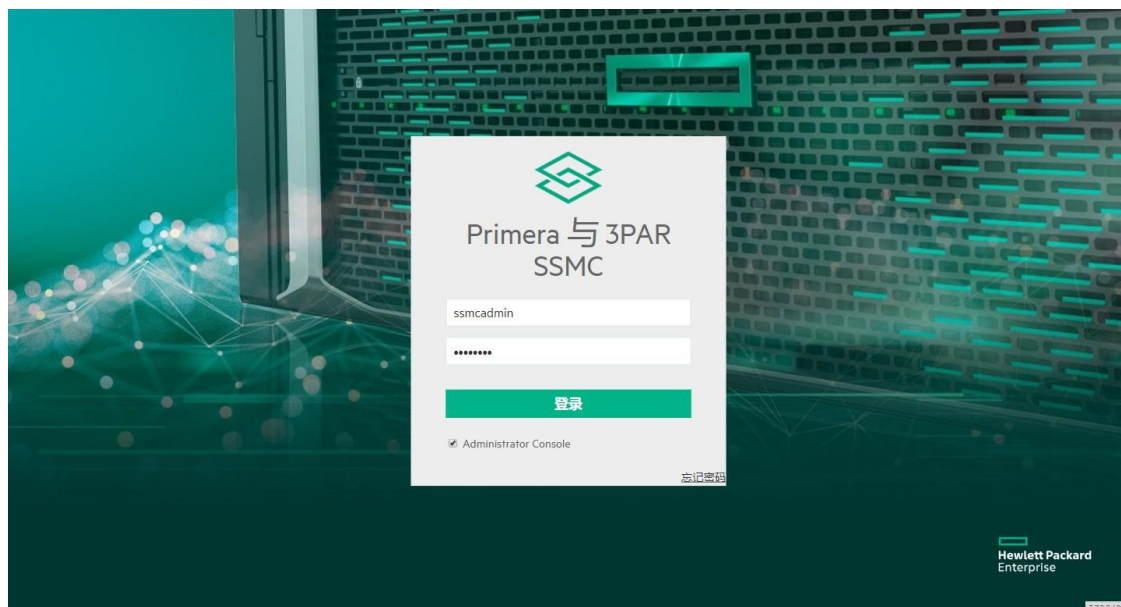 Primera 与 3PAR
SSMC
ssmcadmin
••••••••
登录
Administrator Console
忘记密码
Hewlett Packard
Enterprise